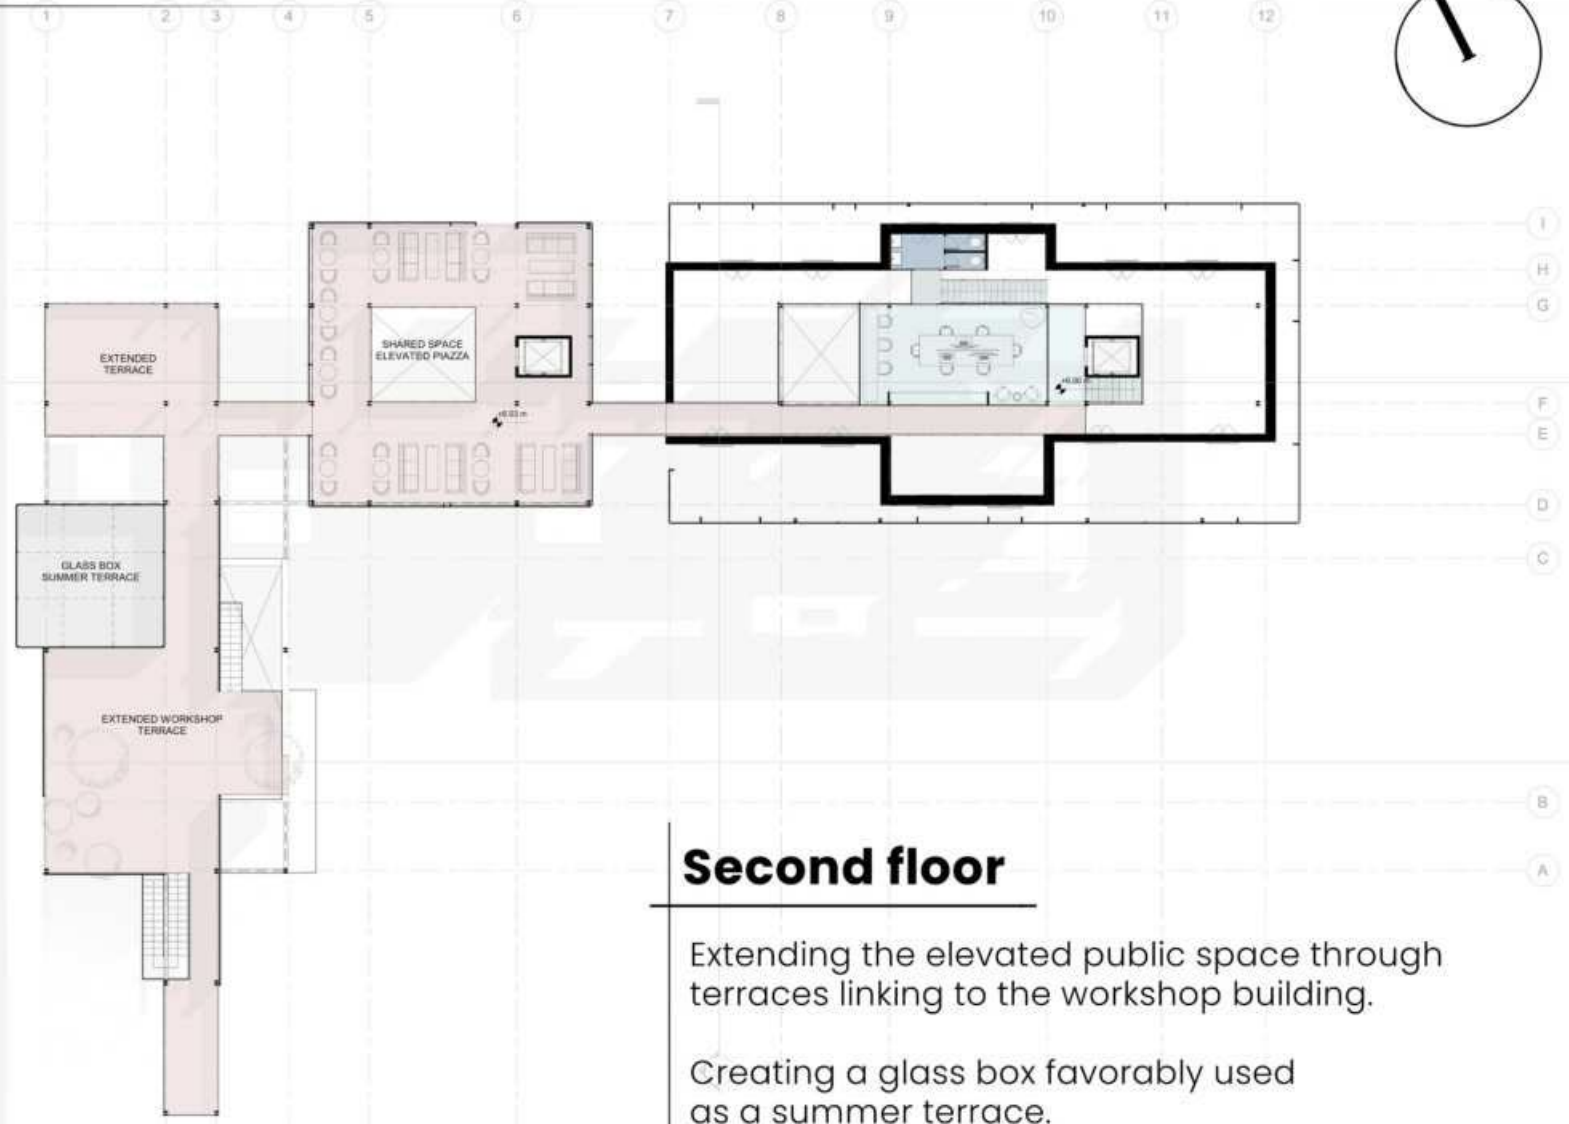 1 2 3 4 5 6 7 8 9 10 11 12
I
H
G
F
E
D
C
B
A
EXTENDED
TERRACE
SHARED SPACE
ELEVATED PIAZZA
GLASS BOX
SUMMER TERRACE
EXTENDED WORKSHOP
TERRACE
Second floor
Extending the elevated public space through
terraces linking to the workshop building.
Creating a glass box favorably used
as a summer terrace.